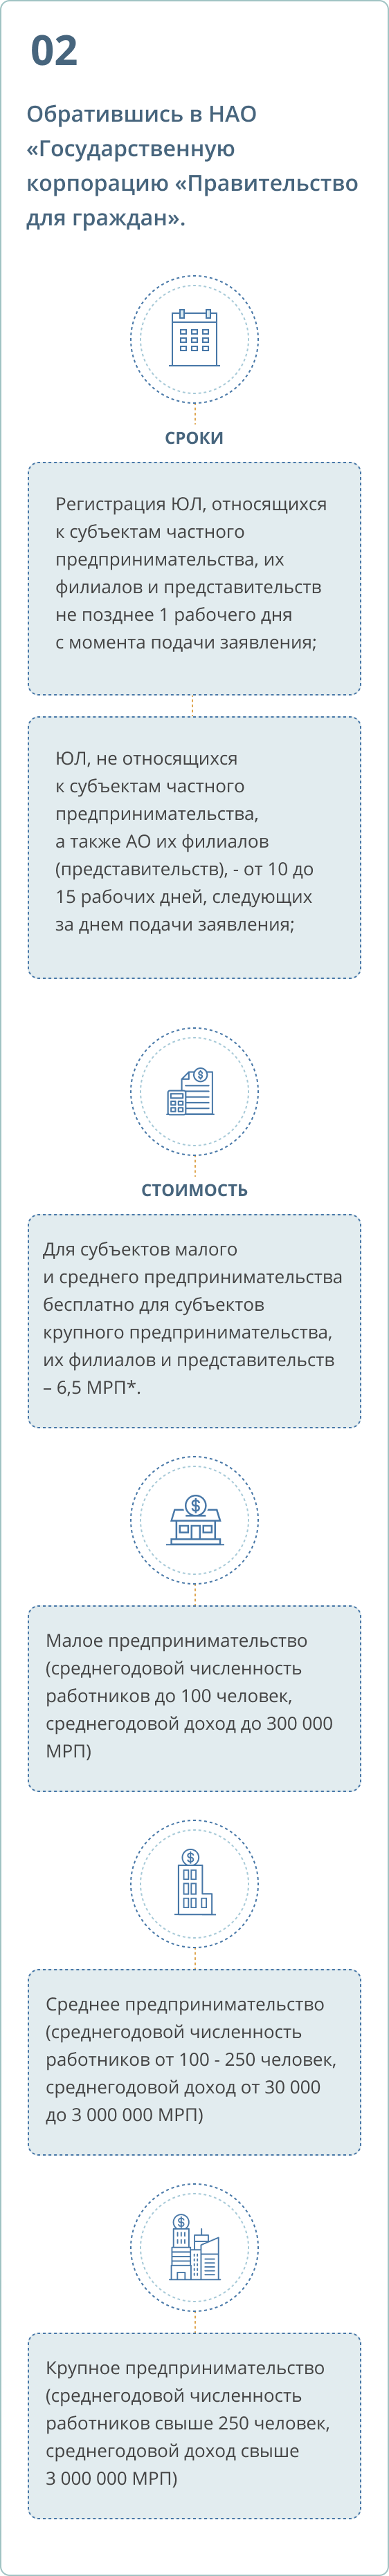 02
Обратившись в НАО
«Государственную
корпорацию «Правительство
для граждан».
СРОКИ
Регистрация ЮЛ, относящихся
к субъектам частного
предпринимательства, их
филиалов и представительств
не позднее 1 рабочего дня
с момента подачи заявления;
ЮЛ, не относящихся
к субъектам частного
предпринимательства,
а также АО их филиалов
(представительств), - от 10 до
15 рабочих дней, следующих
за днем подачи заявления;
СТОИМОСТЬ
Для субъектов малого
и среднего предпринимательства
бесплатно для субъектов
крупного предпринимательства,
их филиалов и представительств
– 6,5 МРП*.
Малое предпринимательство
(среднегодовой численность
работников до 100 человек,
среднегодовой доход до 300 000
МРП)
Среднее предпринимательство
(среднегодовой численность
работников от 100 - 250 человек,
среднегодовой доход от 30 000
до 3 000 000 МРП)
Крупное предпринимательство
(среднегодовой численность
работников свыше 250 человек,
среднегодовой доход свыше
3 000 000 МРП)